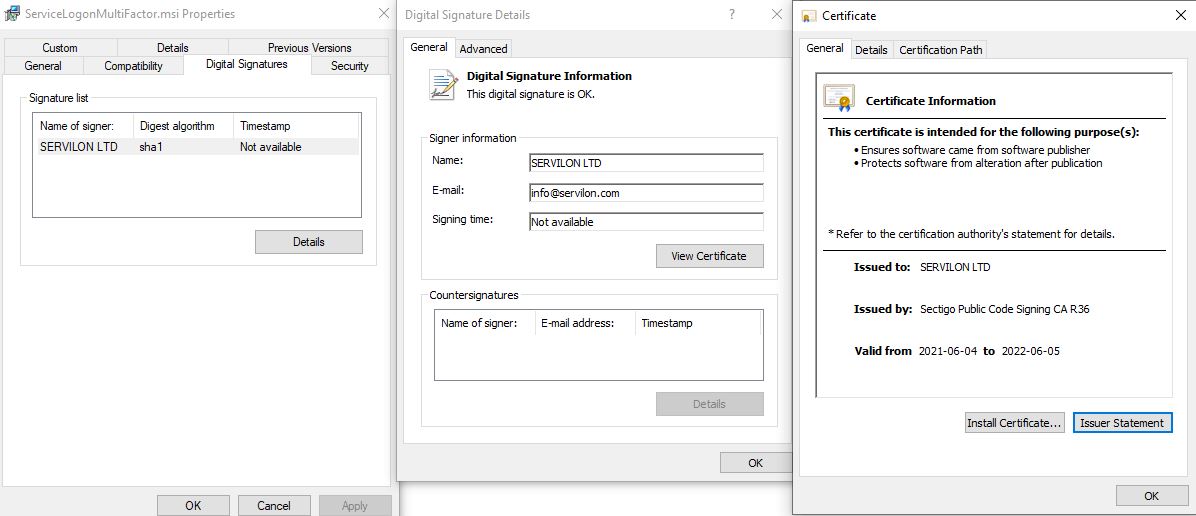 ServiceLogonMultiFactor.msi Properties
Custom
Details
Previous Versions
General
Compatibility
Digital Signatures
Security
Signature list
Name of signer:
Digest algorithm
Timestamp
SERVILON LTD
sha1
Not available
Details
OK
Cancel
Apply
Digital Signature Details
?
General
Advanced
Digital Signature Information
This digital signature is OK.
Signer information
Name:
SERVILON LTD
E-mail:
info@servilon.com
Signing time:
Not available
View Certificate
Countersignatures
Name of signer:
E-mail address:
Timestamp
Details
OK
Certificate
General
Details
Certification Path
Certificate Information
This certificate is intended for the following purpose(s):
• Ensures software came from software publisher
• Protects software from alteration after publication
* Refer to the certification authority's statement for details.
Issued to: SERVILON LTD
Issued by: Sectigo Public Code Signing CA R36
Valid from 2021-06-04 to 2022-06-05
Install Certificate...
Issuer Statement
OK